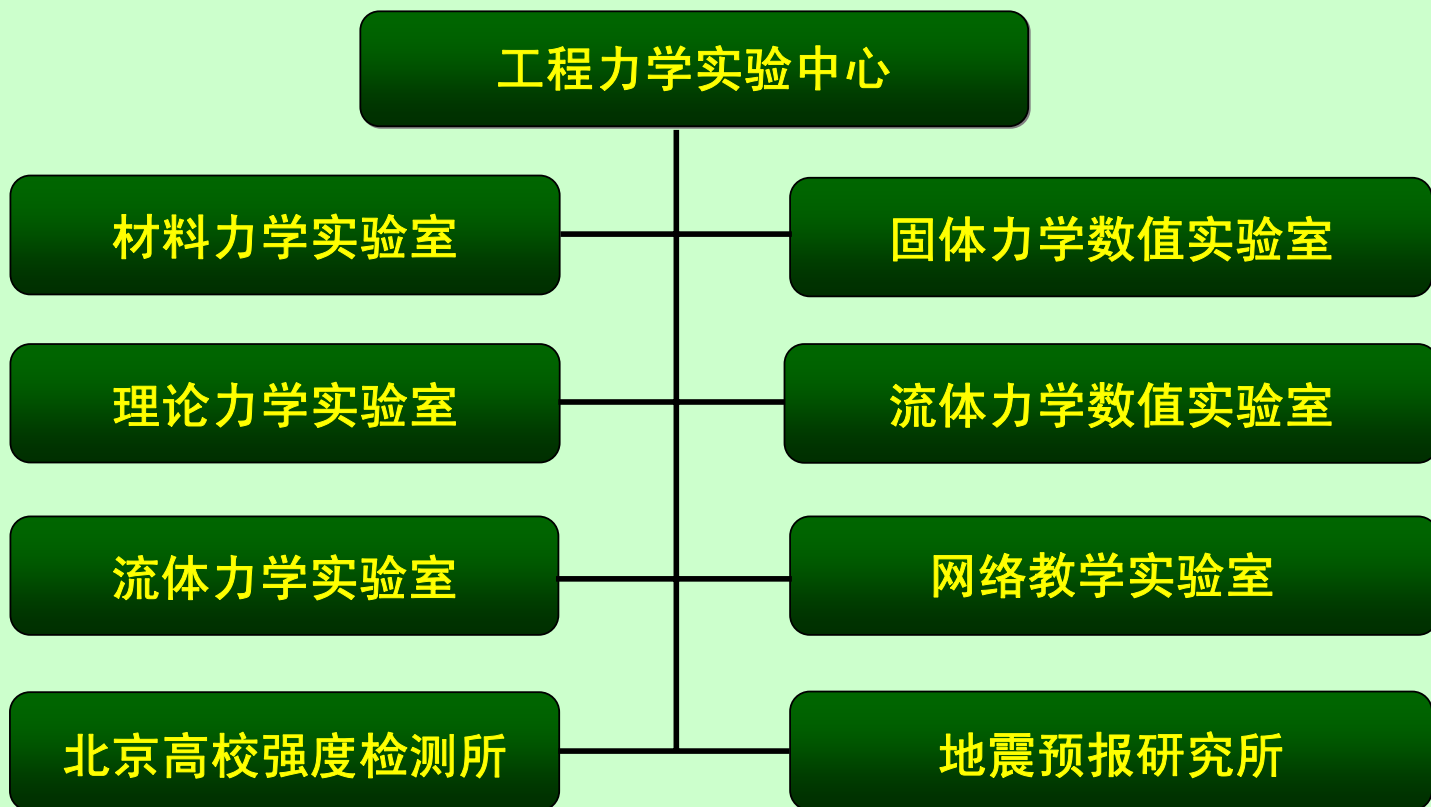 工程力学实验中心
材料力学实验室
固体力学数值实验室
理论力学实验室
流体力学数值实验室
流体力学实验室
网络教学实验室
北京高校强度检测所
地震预报研究所